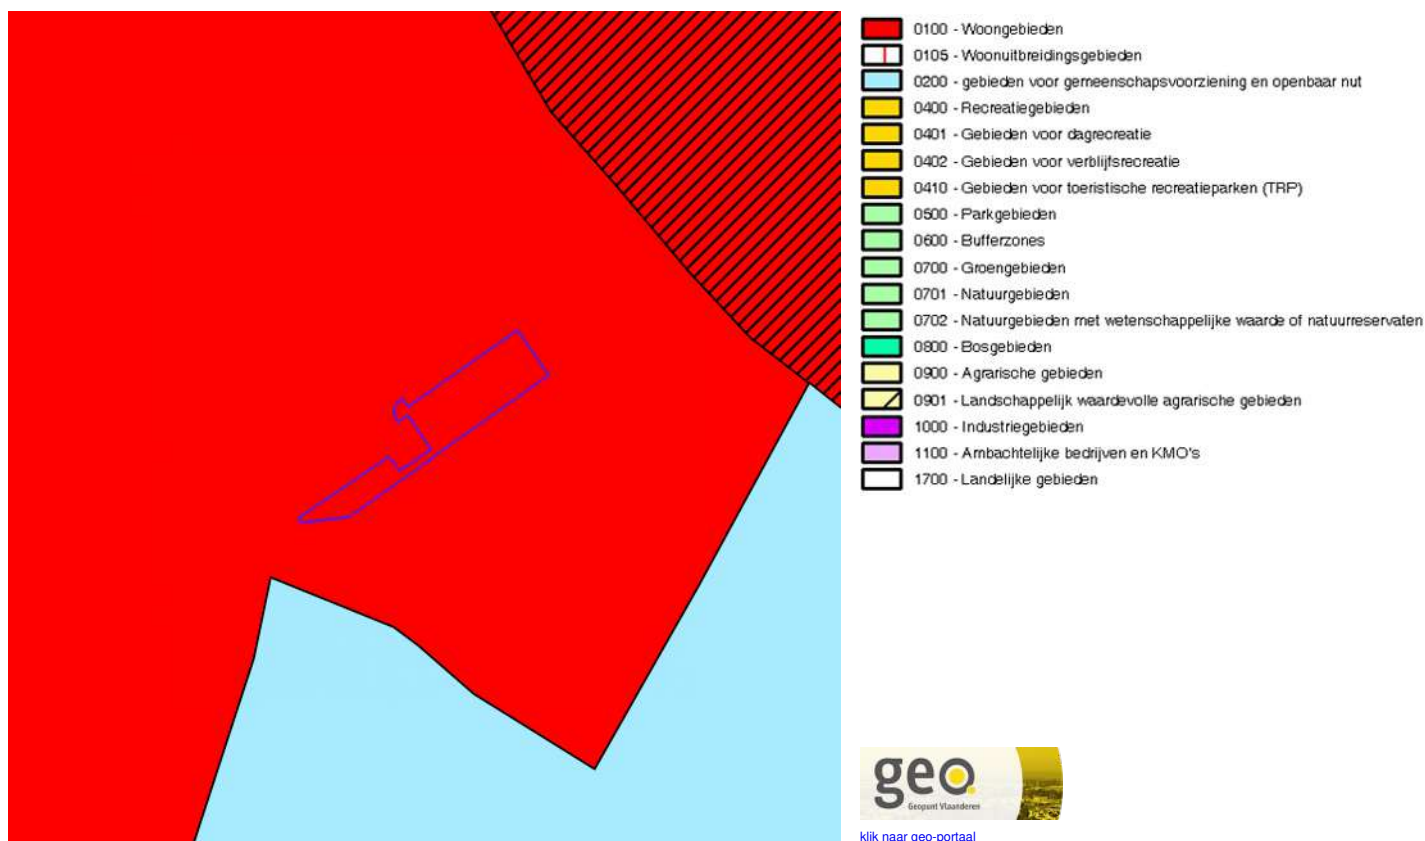 0100 - Woongebieden
0105 - Woonuitbreidingsgebieden
0200 - gebieden voor gemeenschapsvoorziening en openbaar nut
0400 - Recreatiegebieden
0401 - Gebieden voor dagrecreatie
0402 - Gebieden voor verblijfsrecreatie
0410 - Gebieden voor toeristische recreatieparken (TRP)
0500 - Parkgebieden
0600 - Bufferzones
0700 - Groengebieden
0701 - Natuurgebieden
0702 - Natuurgebieden met wetenschappelijke waarde of natuurreservaten
0800 - Bosgebieden
0900 - Agrarische gebieden
0901 - Landschappelijk waardevolle agrarische gebieden
1000 - Industriegebieden
1100 - Ambachtelijke bedrijven en KMO's
1700 - Landelijke gebieden
geo
Geopunt Vlaanderen
klik naar geo-portaal